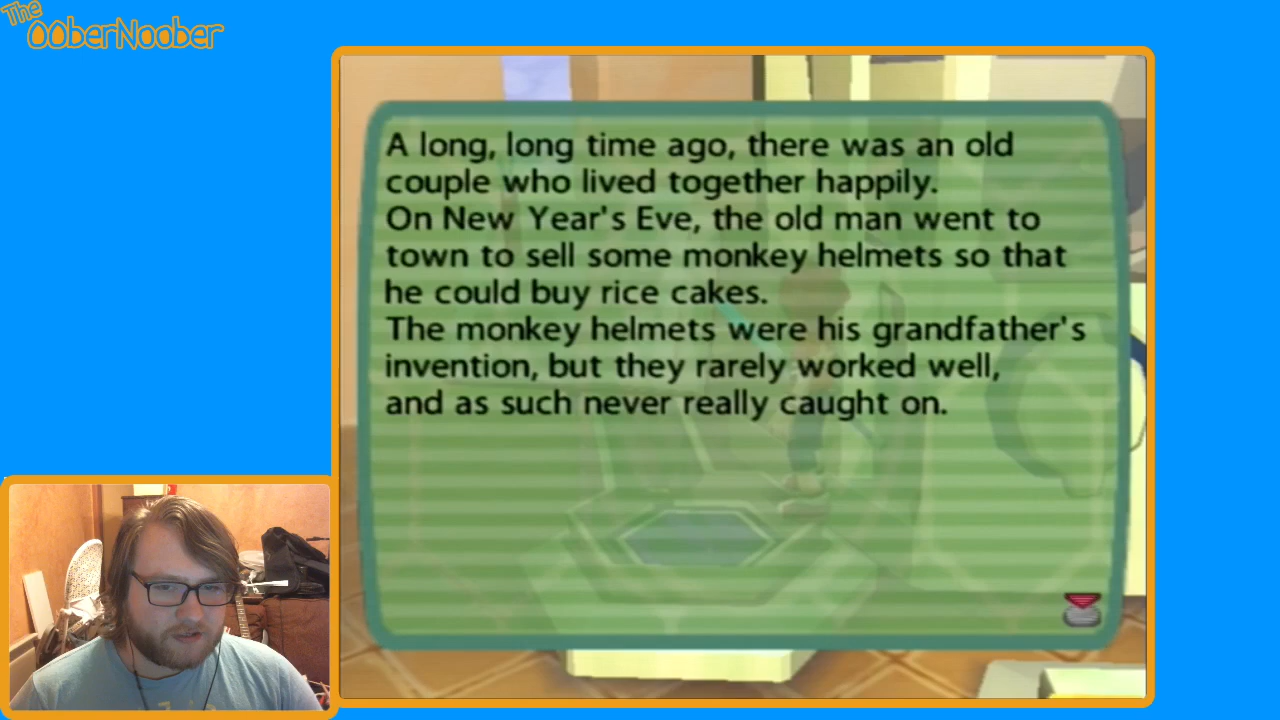 The
OOberNoober
A long, long time ago, there was an old
couple who lived together happily.
On New Year's Eve, the old man went to
town to sell some monkey helmets so that
he could buy rice cakes.
The monkey helmets were his grandfather's
invention, but they rarely worked well,
and as such never really caught on.